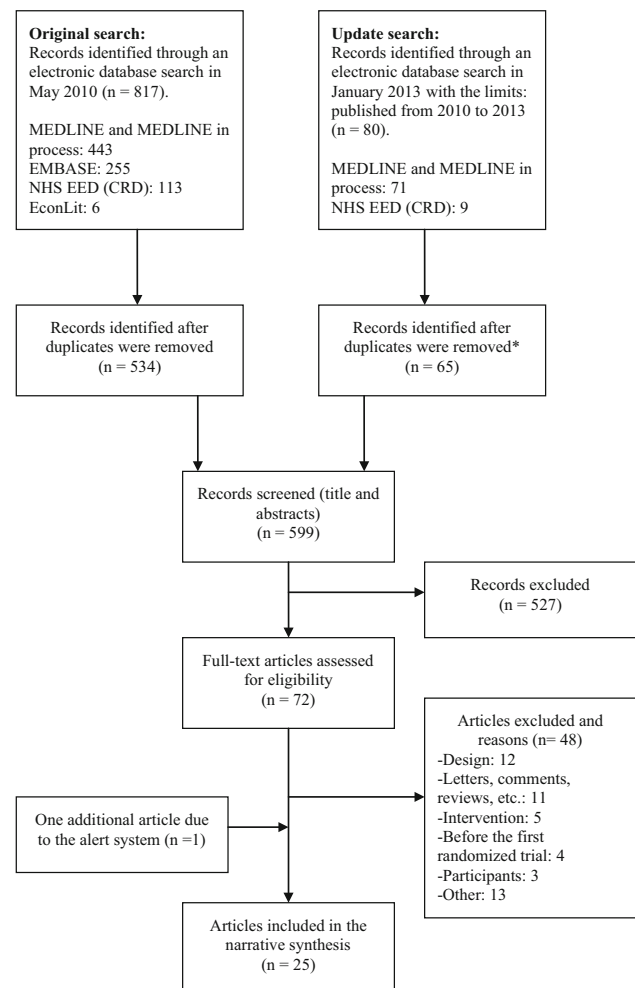 Original search:
Records identified through an
electronic database search in
May 2010 (n = 817).
MEDLINE and MEDLINE in
process: 443
EMBASE: 255
NHS EED (CRD): 113
EconLit: 6
Update search:
Records identified through an
electronic database search in
January 2013 with the limits:
published from 2010 to 2013
(n = 80).
MEDLINE and MEDLINE in
process: 71
NHS EED (CRD): 9
Records identified after
duplicates were removed
(n = 534)
Records identified after
duplicates were removed*
(n = 65)
Records screened (title and
abstracts)
(n = 599)
Records excluded
(n = 527)
Full-text articles assessed
for eligibility
(n = 72)
Articles excluded and
reasons (n= 48)
-Design: 12
-Letters, comments,
reviews, etc.: 11
-Intervention: 5
-Before the first
randomized trial: 4
-Participants: 3
-Other: 13
One additional article due
to the alert system (n =1)
Articles included in the
narrative synthesis
(n = 25)